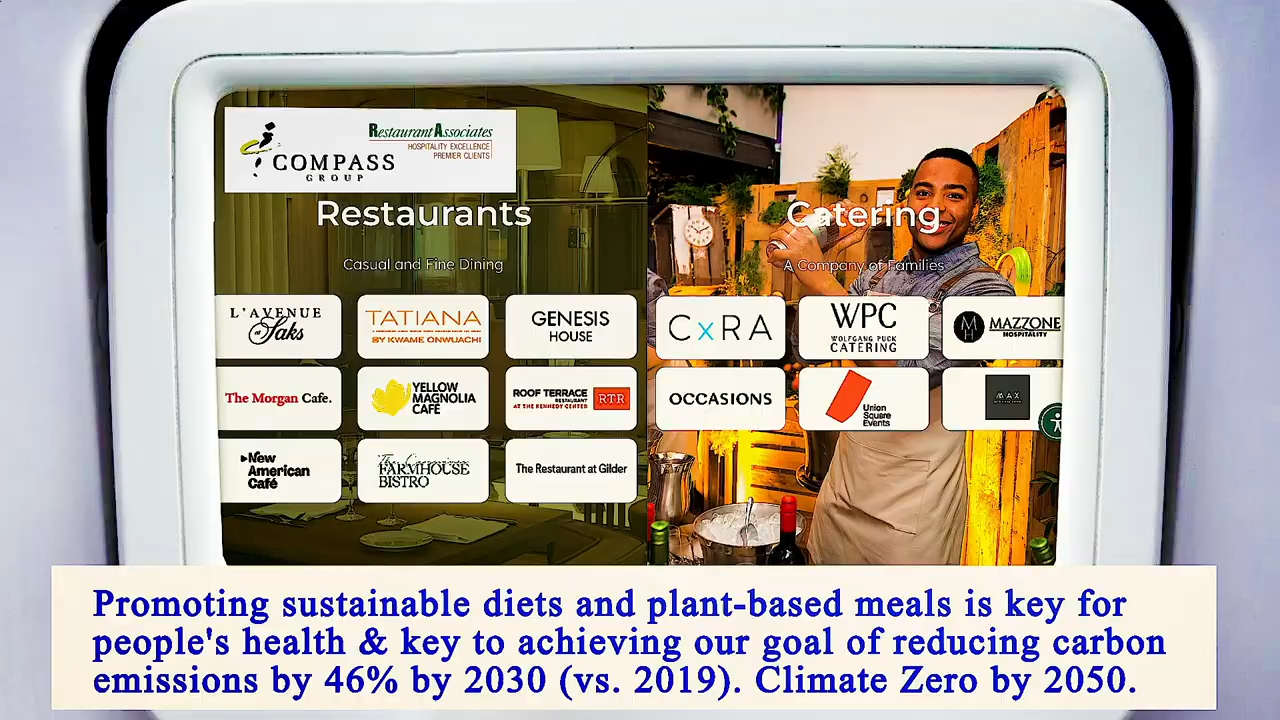 COMPASS
GROUP
Restaurant Associates
HOSPITALITY EXCELLENCE
PREMIER CLIENTS
Restaurants
Casual and Fine Dining
L'AVENUE
Saks
TATIANA
BY KWAME ONWUACHI
GENESIS
HOUSE
The Morgan Cafe.
YELLOW
MAGNOLIA
CAFÉ
ROOF TERRACE
RESTAURANT
AT THE KENNEDY CENTER
RTR
New
American
Café
FARMHOUSE
BISTRO
The Restaurant at Gilder
Catering
A Company of Families
CxRA
WPC
WOLFGANG PUCK
CATERING
M
H
MAZZONE
HOSPITALITY
OCCASIONS
Union
Square
Events
MAX
Promoting sustainable diets and plant-based meals is key for
people's health & key to achieving our goal of reducing carbon
emissions by 46% by 2030 (vs. 2019). Climate Zero by 2050.